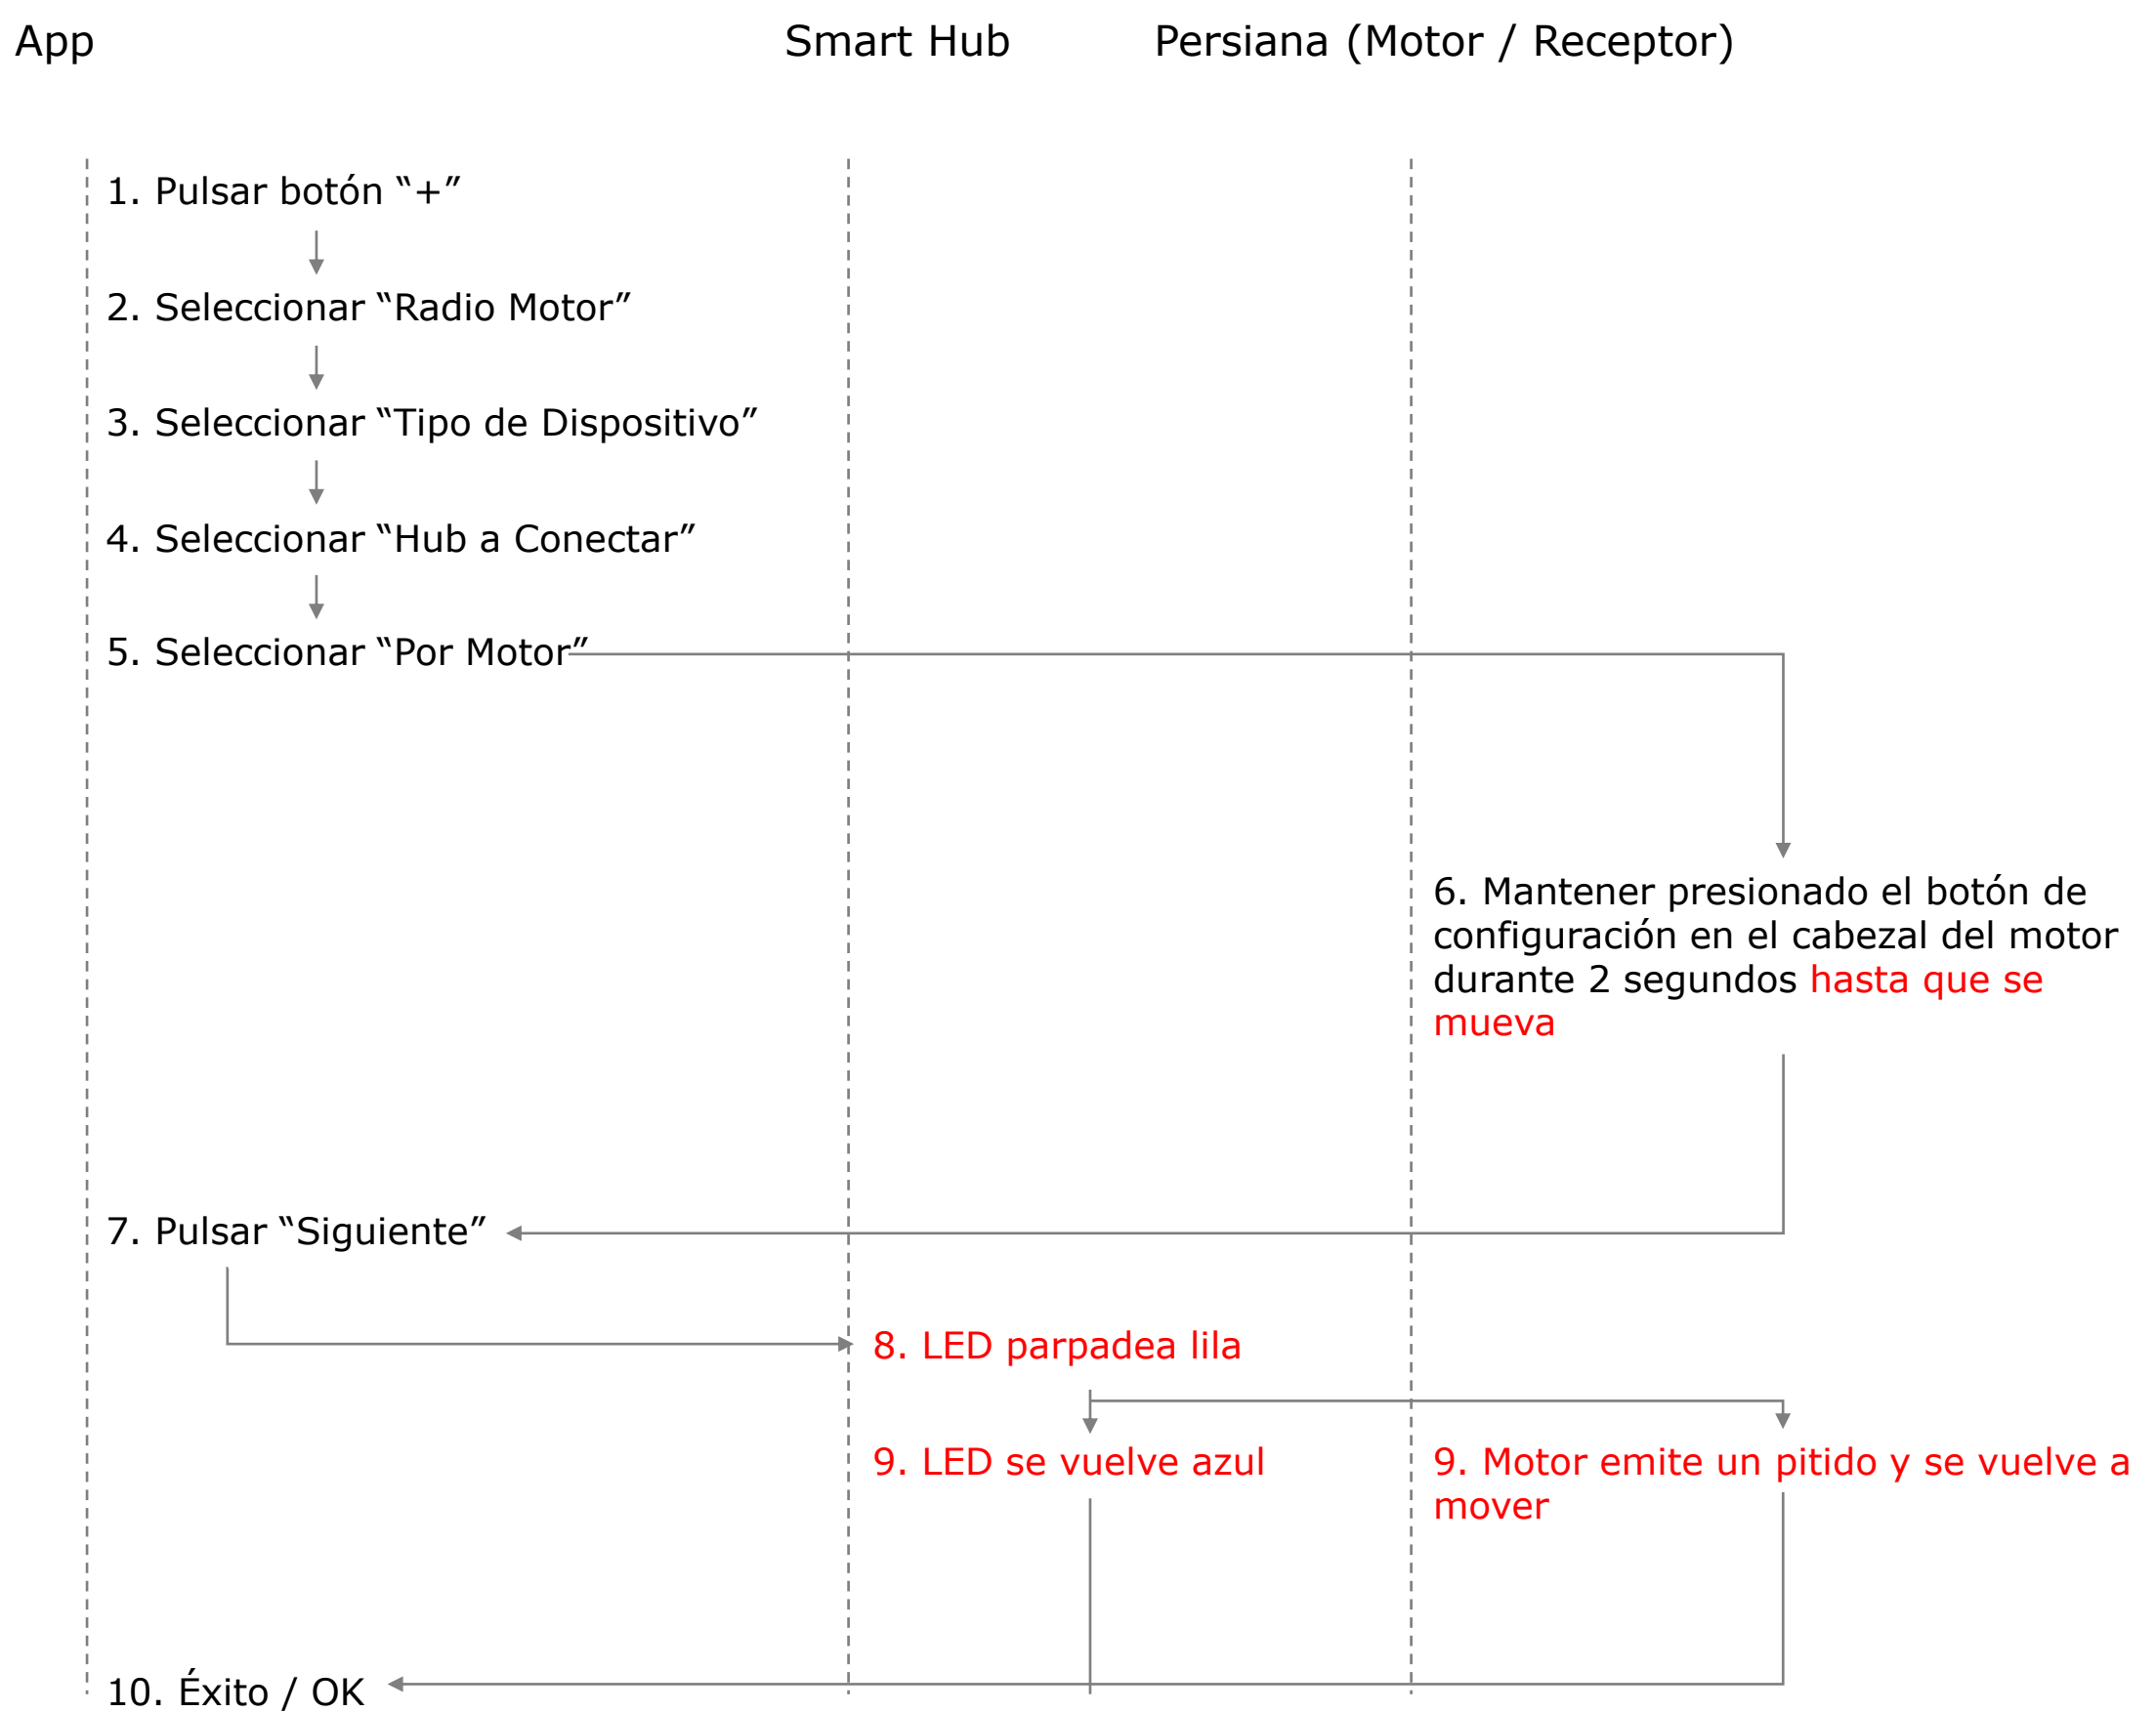 App
Smart Hub
Persiana (Motor / Receptor)
1. Pulsar botón “+”
2. Seleccionar “Radio Motor”
3. Seleccionar “Tipo de Dispositivo”
4. Seleccionar “Hub a Conectar”
5. Seleccionar “Por Motor”
6. Mantener presionado el botón de
configuración en el cabezal del motor
durante 2 segundos hasta que se
mueva
7. Pulsar “Siguiente”
8. LED parpadea lila
9. LED se vuelve azul
9. Motor emite un pitido y se vuelve a
mover
10. Éxito / OK